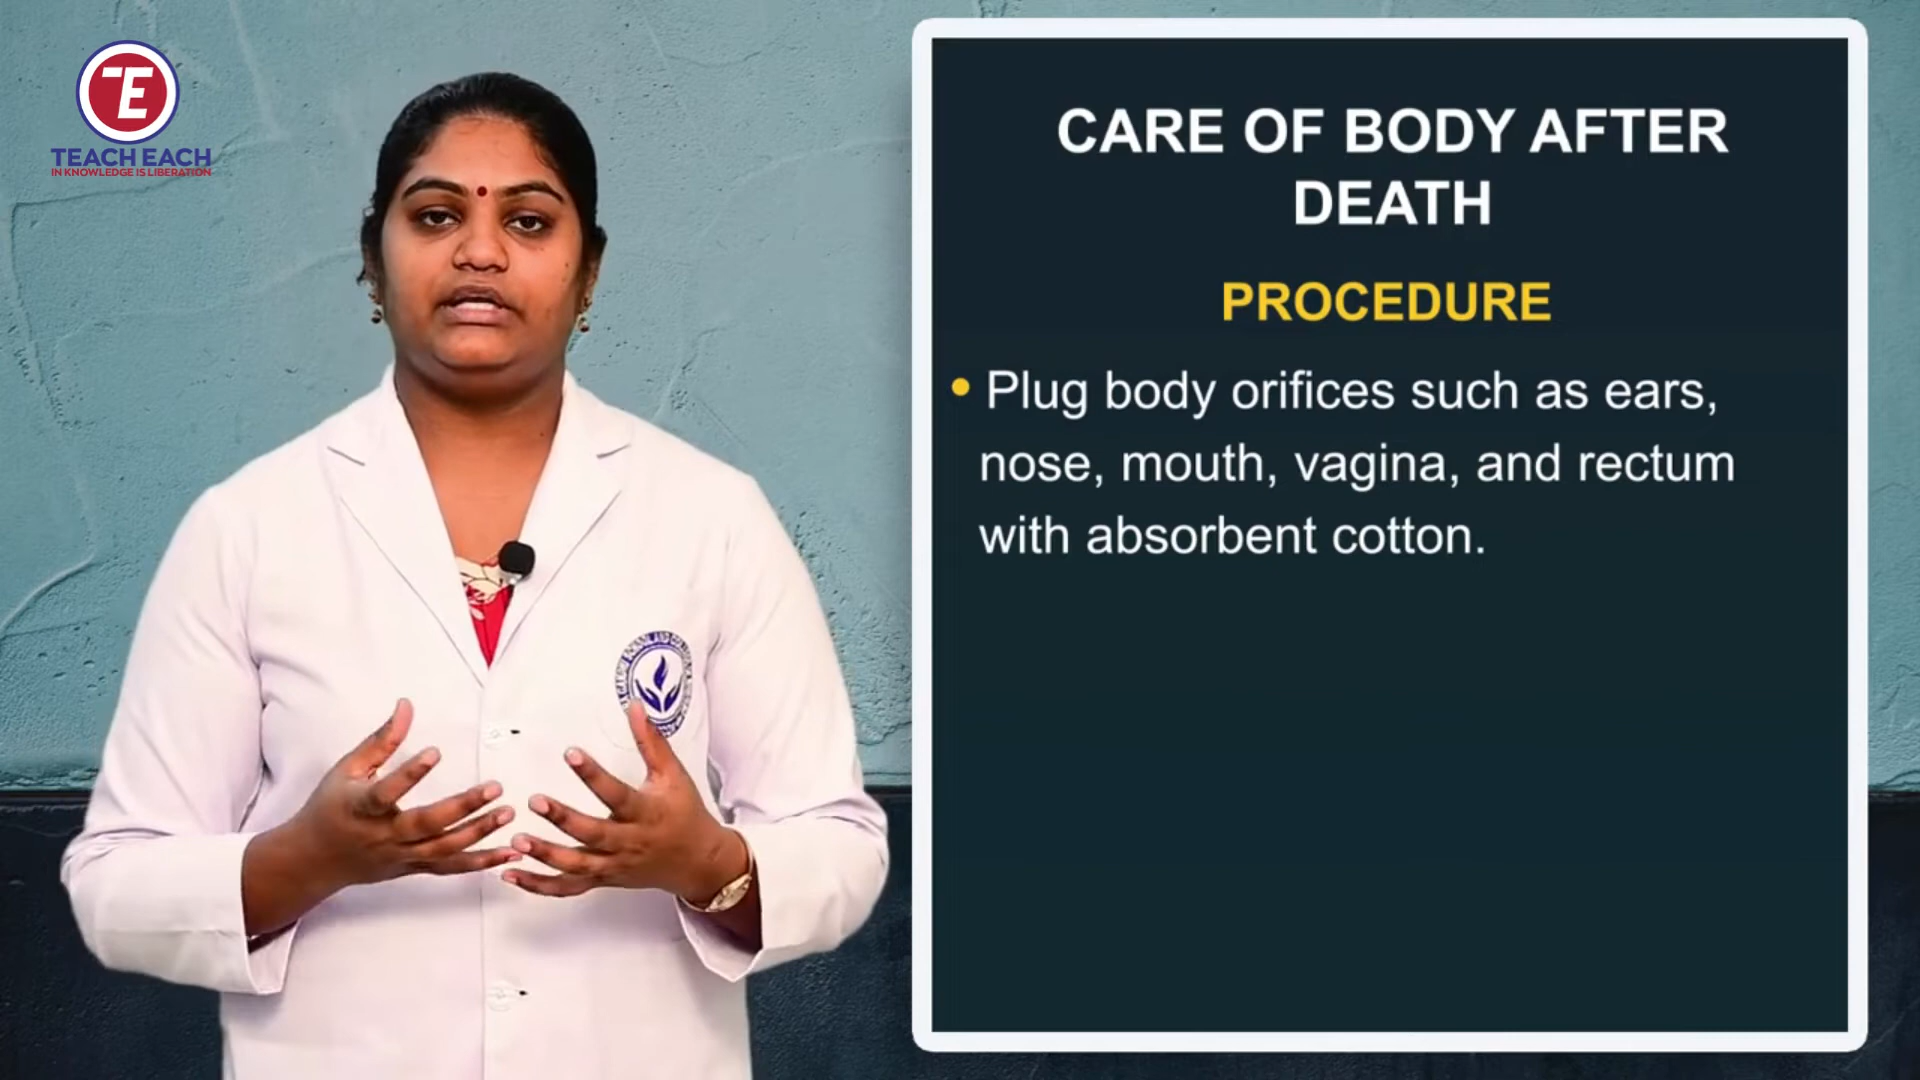 TE
TEACH EACH
IN KNOWLEDGE IS LIBERATION
CARE OF BODY AFTER
DEATH
PROCEDURE
• Plug body orifices such as ears,
nose, mouth, vagina, and rectum
with absorbent cotton.